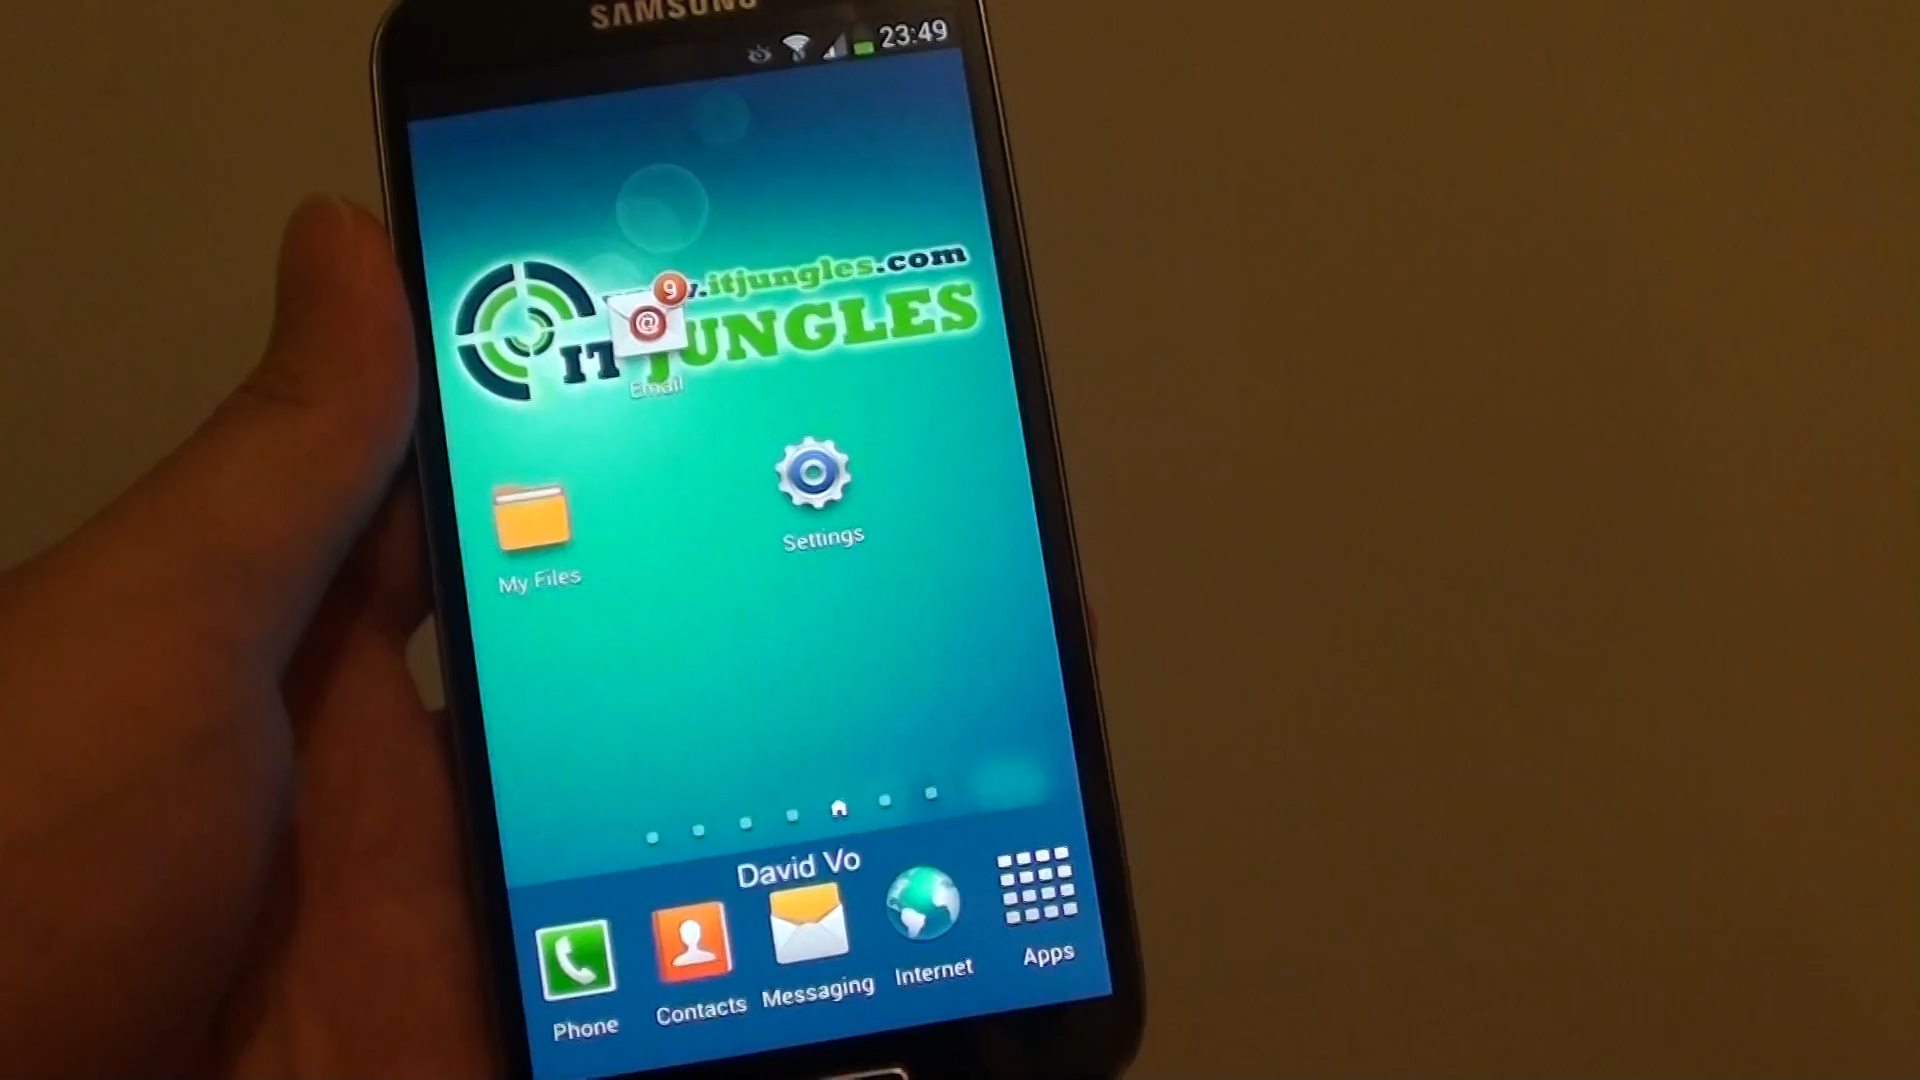 SAMSUNG
23:49
.itjungles.com
9
IT JUNGLES
@
Email
Settings
My Files
David Vo
Phone
Contacts
Messaging
Internet
Apps